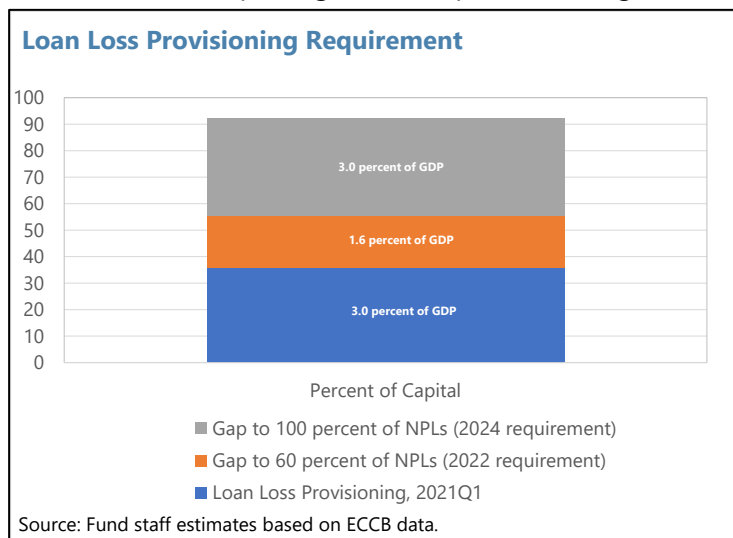 Loan Loss Provisioning Requirement
100
90
80
70
60
50
40
30
20
10
0
3.0 percent of GDP
1.6 percent of GDP
3.0 percent of GDP
Percent of Capital
Gap to 100 percent of NPLs (2024 requirement)
Gap to 60 percent of NPLs (2022 requirement)
Loan Loss Provisioning, 2021Q1
Source: Fund staff estimates based on ECCB data.